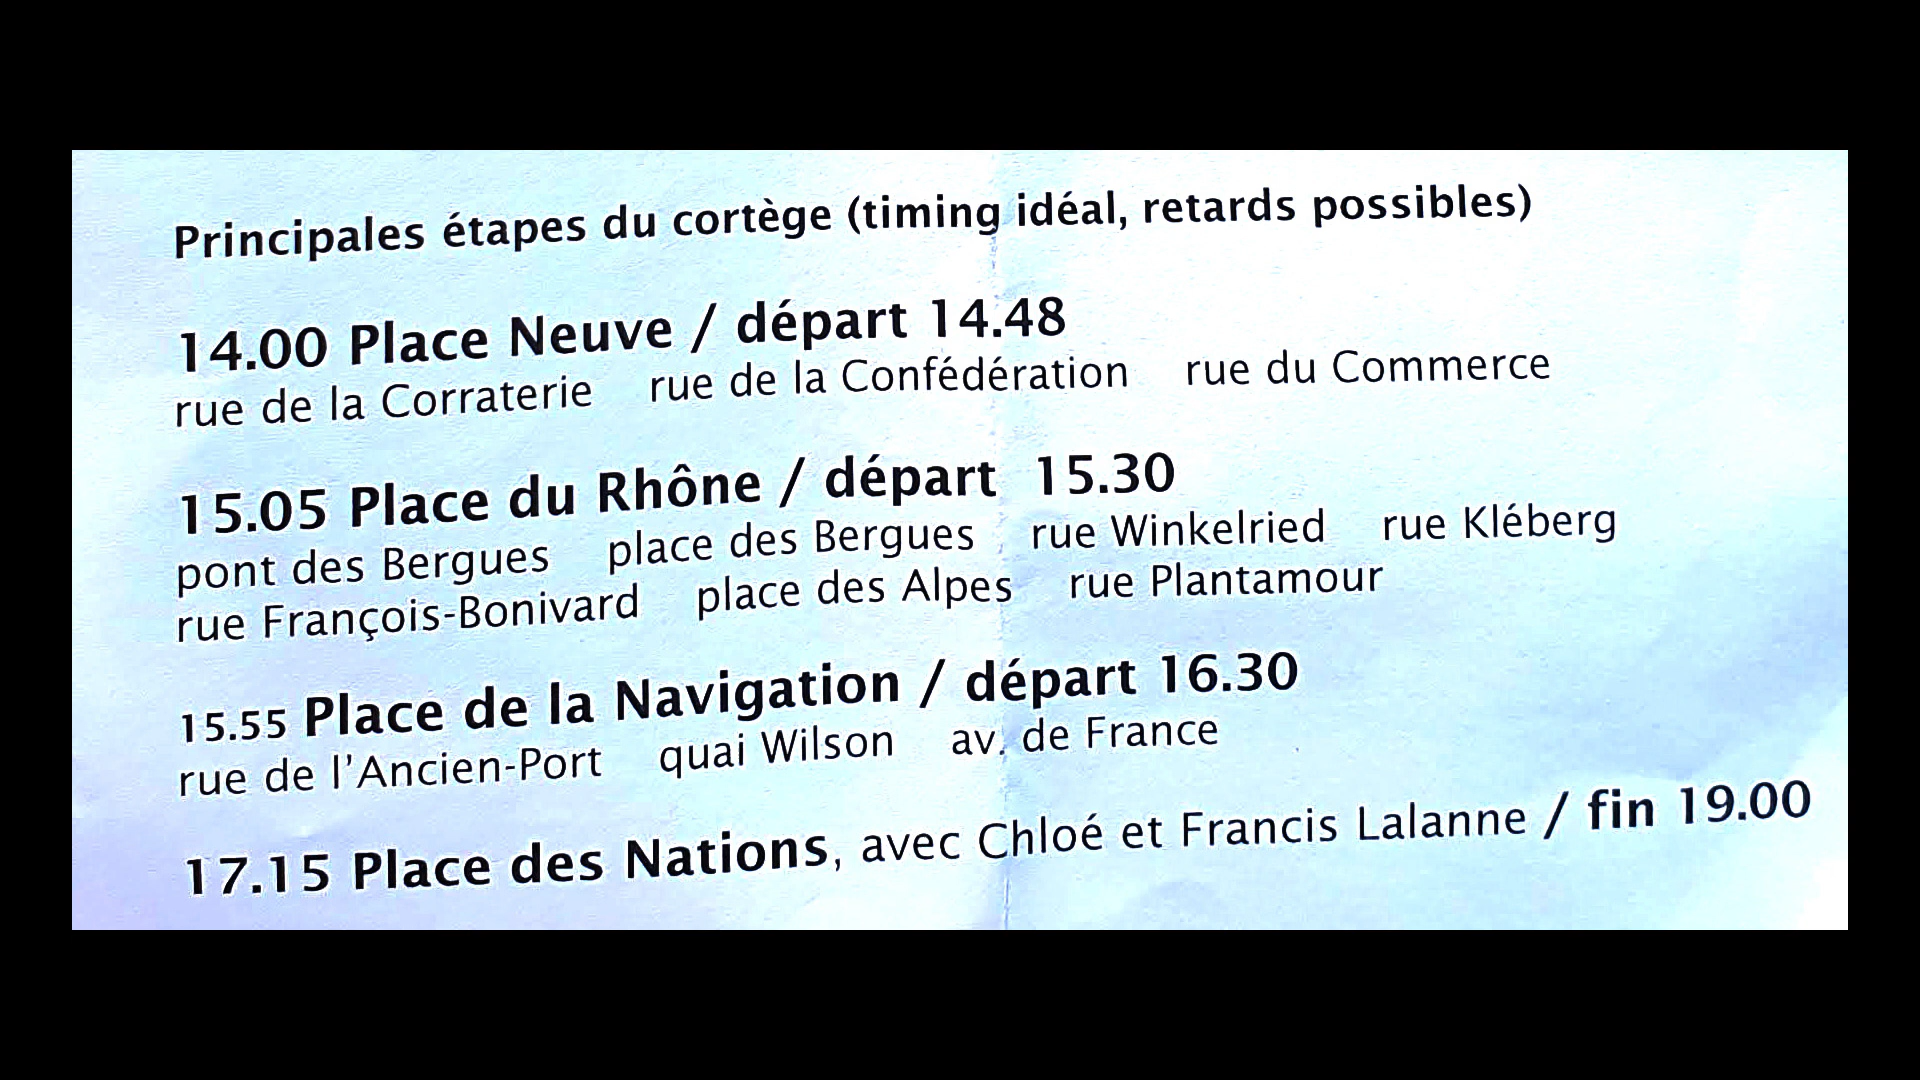 Principales étapes du cortège (timing idéal, retards possibles)
14.00 Place Neuve / départ 14.48
rue de la Corraterie rue de la Confédération rue du Commerce
15.05 Place du Rhône / départ 15.30
pont des Bergues place des Bergues rue Winkelried rue Kléberg
rue François-Bonivard place des Alpes rue Plantamour
15.55 Place de la Navigation / départ 16.30
rue de l'Ancien-Port quai Wilson av. de France
17.15 Place des Nations, avec Chloé et Francis Lalanne / fin 19.00